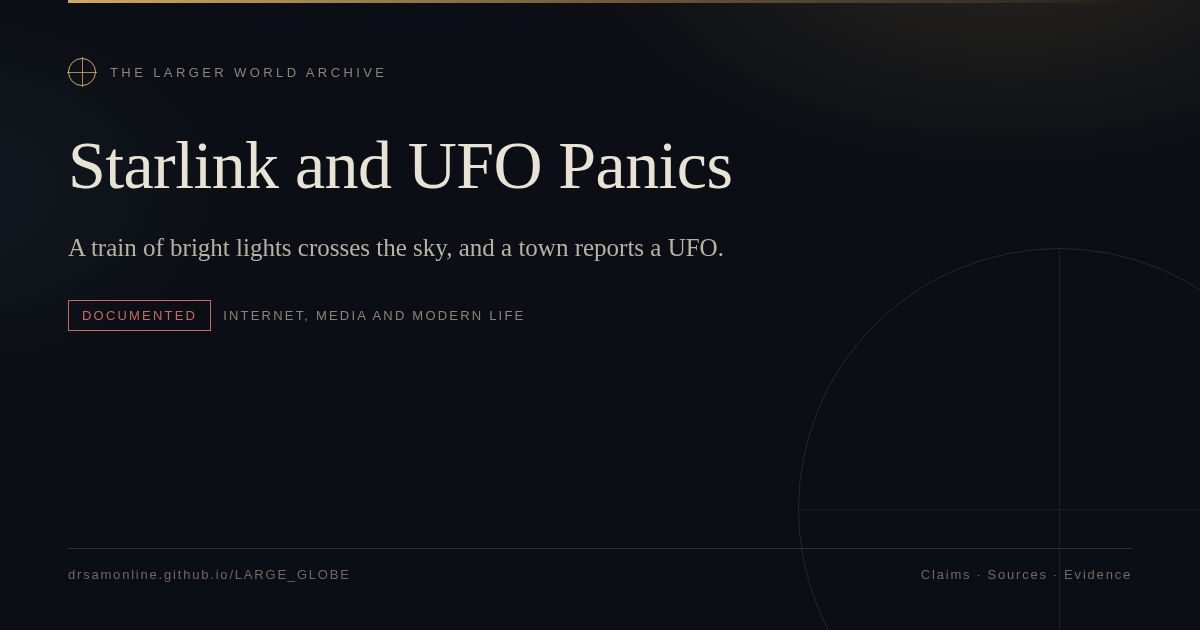 THE LARGER WORLD ARCHIVE
Starlink and UFO Panics
A train of bright lights crosses the sky, and a town reports a UFO.
DOCUMENTED INTERNET, MEDIA AND MODERN LIFE
drsamonline.github.io/LARGE_GLOBE Claims · Sources · Evidence